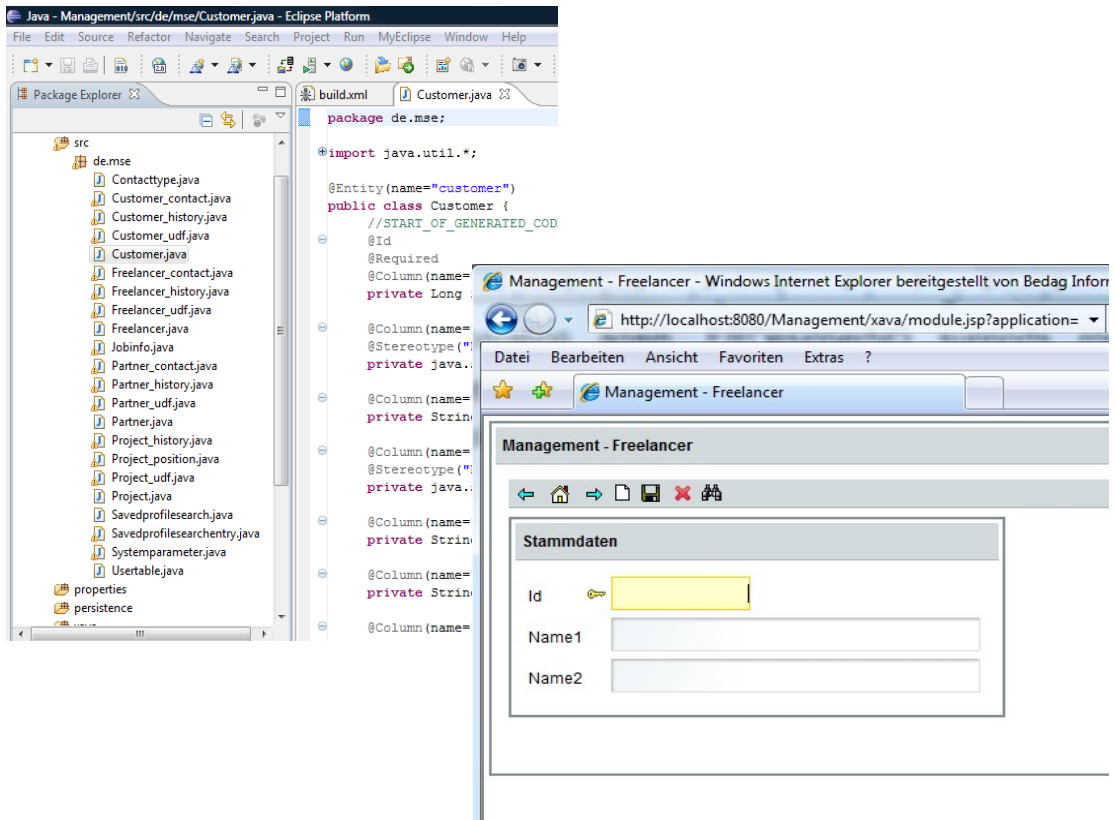 Java - Management/src/de/mse/Customer.java - Eclipse Platform
File Edit Source Refactor Navigate Search Project Run MyEclipse Window Help
Package Explorer
build.xml
Customer.java
src
de.mse
Contacttype.java
Customer_contact.java
Customer_history.java
Customer_udf.java
Customer.java
Freelancer_contact.java
Freelancer_history.java
Freelancer_udf.java
Freelancer.java
Jobinfo.java
Partner_contact.java
Partner_history.java
Partner_udf.java
Partner.java
Project_history.java
Project_position.java
Project_udf.java
Project.java
Savedprofilesearch.java
Savedprofilesearchentry.java
Systemparameter.java
Usertable.java
properties
persistence
package de.mse;
import java.util.*;
@Entity(name="customer")
public class Customer {
//START_OF_GENERATED_COD
@Id
@Required
@Column(name=
private Long
@Column(name=
@Stereotype("
private java.
@Column(name=
private Strin
@Column(name=
@Stereotype("
private java.
@Column(name=
private Strin
@Column(name=
private Strin
@Column(name=
Management - Freelancer - Windows Internet Explorer bereitgestellt von Bedag Infor
http://localhost:8080/Management/xava/module.jsp?application=
Datei Bearbeiten Ansicht Favoriten Extras ?
Management - Freelancer
Management - Freelancer
Stammdaten
Id
Name1
Name2